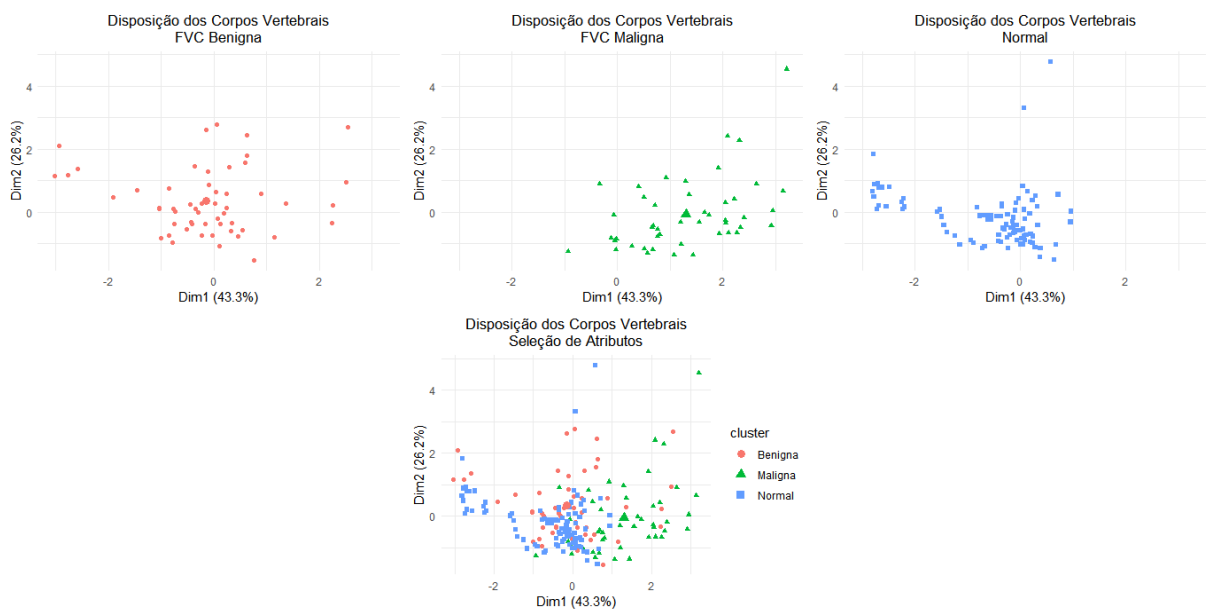 Disposição dos Corpos Vertebrais
FVC Benigna
4
2
0
Dim2 (26.2%)
-2
0
2
Dim1 (43.3%)
Disposição dos Corpos Vertebrais
FVC Maligna
4
2
0
Dim2 (26.2%)
-2
0
2
Dim1 (43.3%)
Disposição dos Corpos Vertebrais
Normal
4
2
0
Dim2 (26.2%)
-2
0
2
Dim1 (43.3%)
Disposição dos Corpos Vertebrais
Seleção de Atributos
4
2
0
Dim2 (26.2%)
-2
0
2
Dim1 (43.3%)
cluster
Benigna
Maligna
Normal